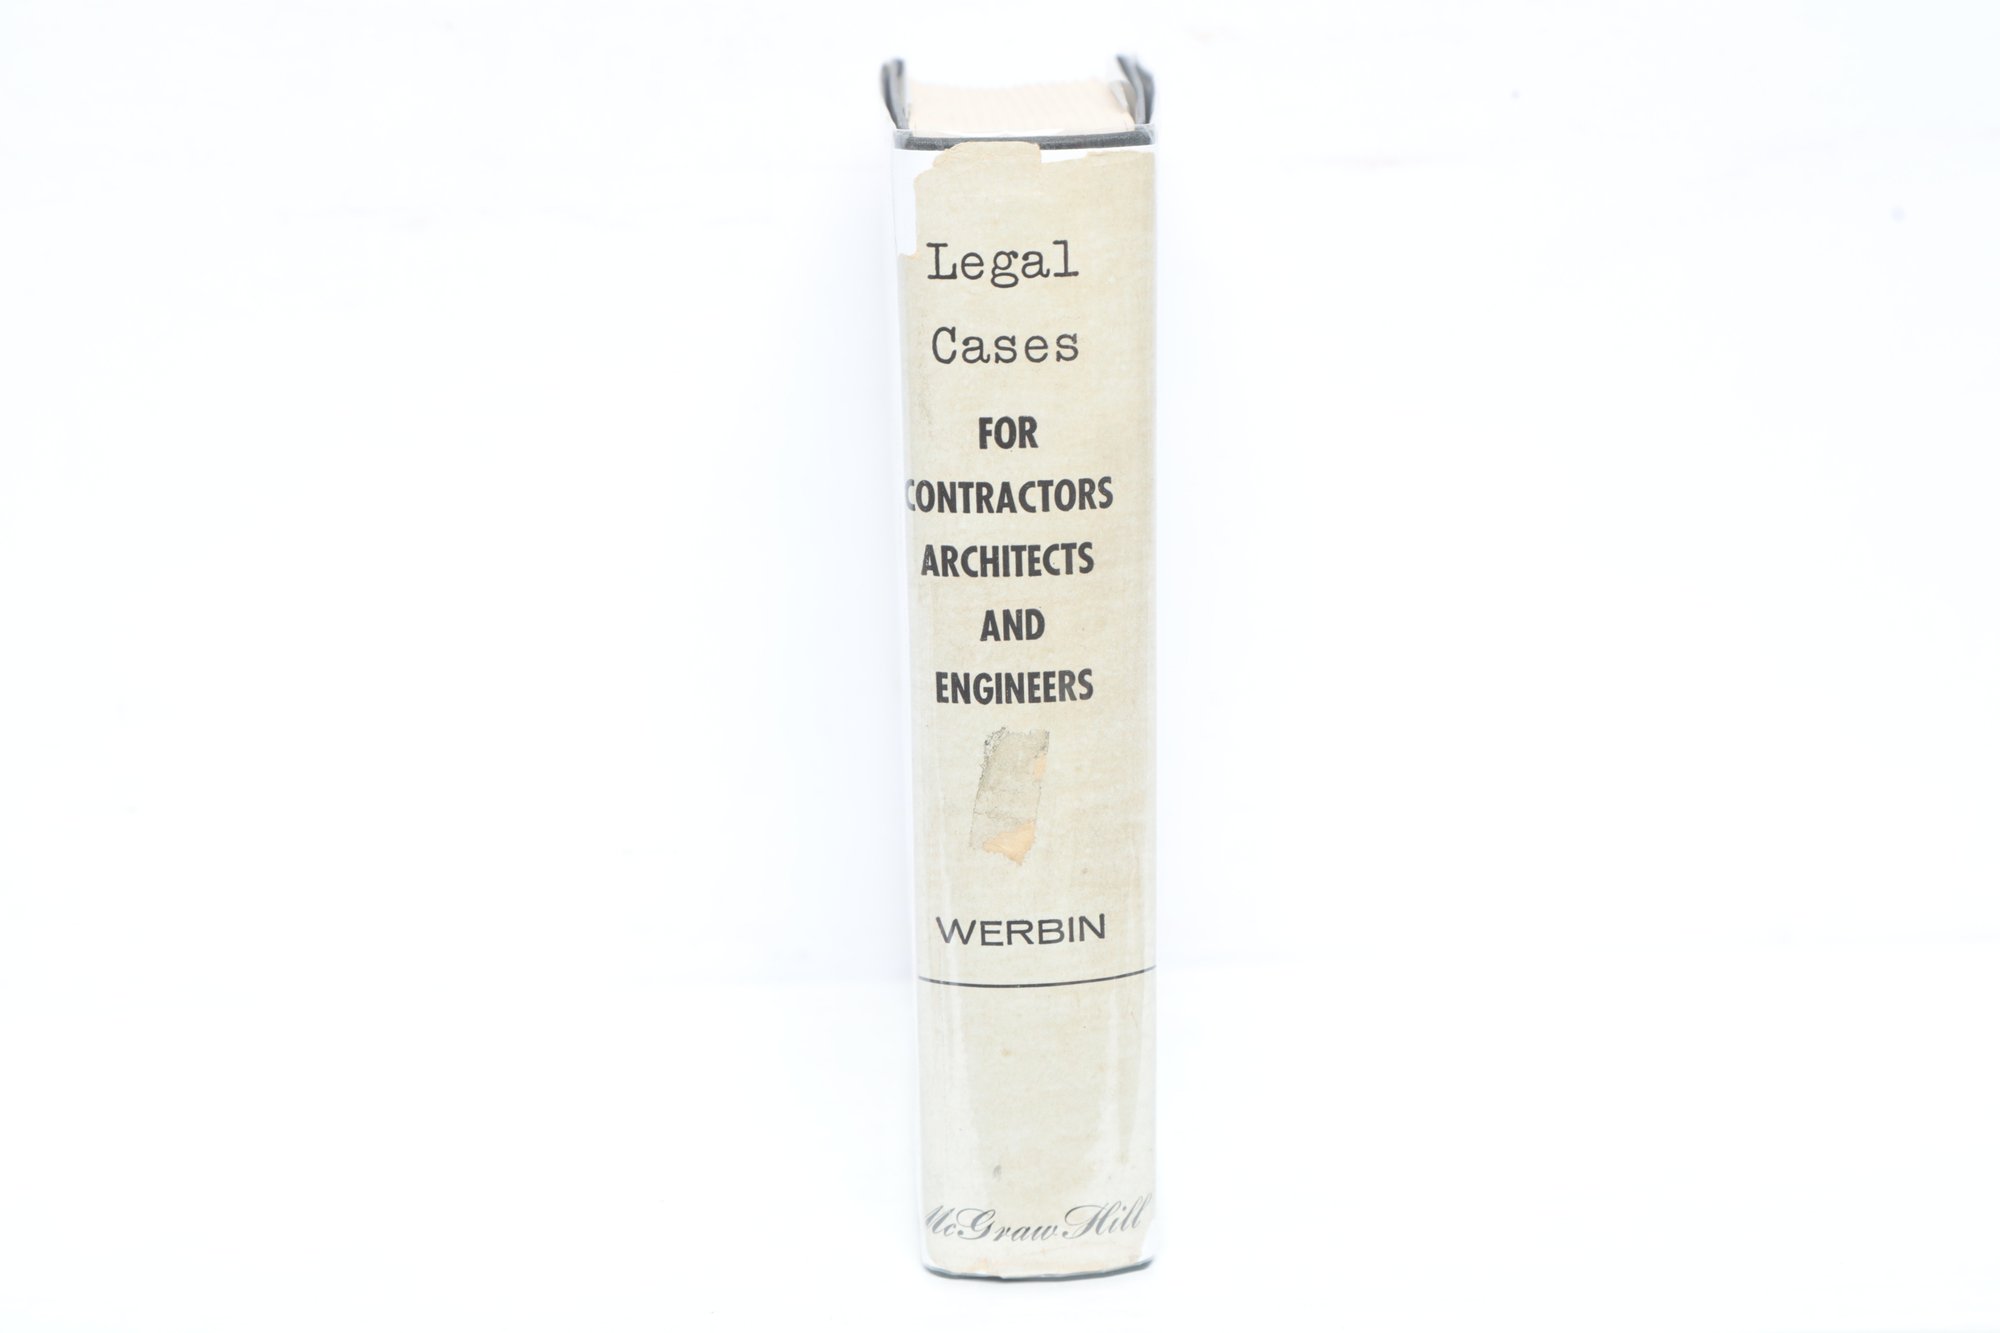 Legal
Cases
FOR
CONTRACTORS
ARCHITECTS
AND
ENGINEERS
WERBIN
McGraw Hill